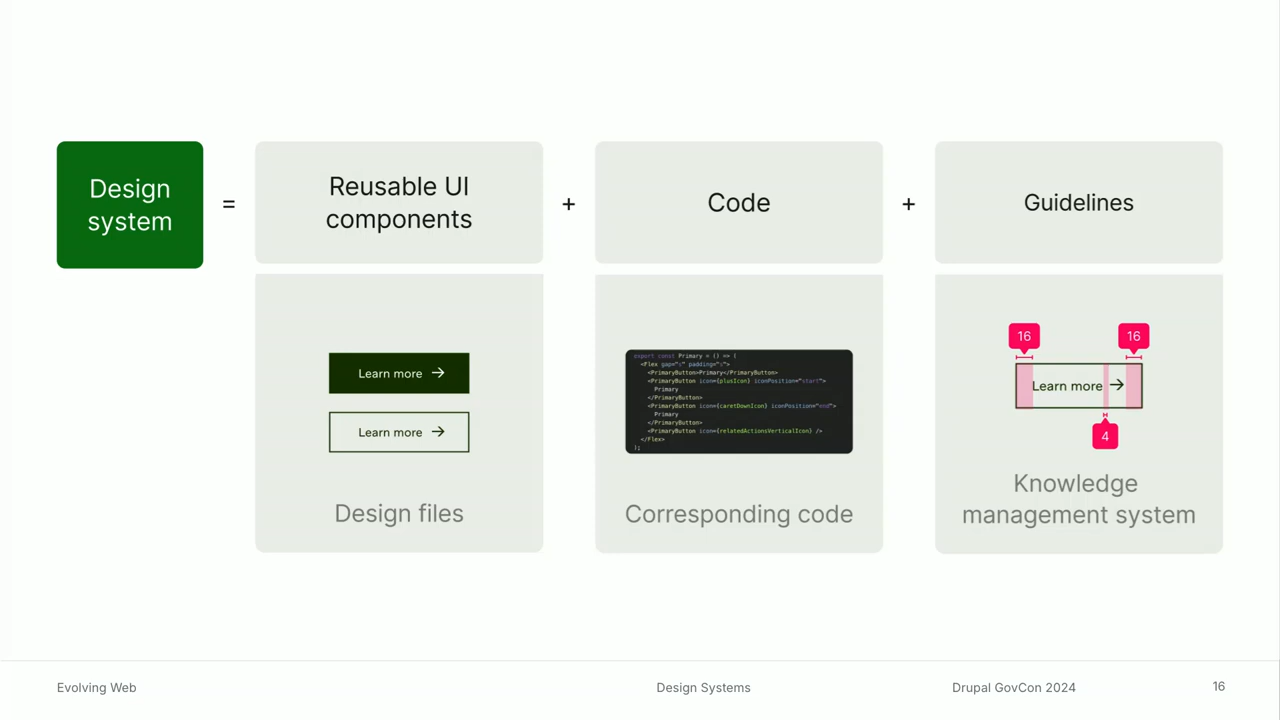 Design
system
=
Reusable UI
components
+
Code
+
Guidelines
Learn more →
Learn more →
Design files
export const Primary = () => (
<Flex gap="s" padding="s">
<PrimaryButton>Primary</PrimaryButton>
<PrimaryButton icon={plusIcon} iconPosition="start">
Primary
</PrimaryButton>
<PrimaryButton icon={caretDownIcon} iconPosition="end">
Primary
</PrimaryButton>
<PrimaryButton icon={relatedActionsVerticalIcon} />
</Flex>
);
Corresponding code
16
16
Learn more →
4
Knowledge
management system
Evolving Web
Design Systems
Drupal GovCon 2024
16